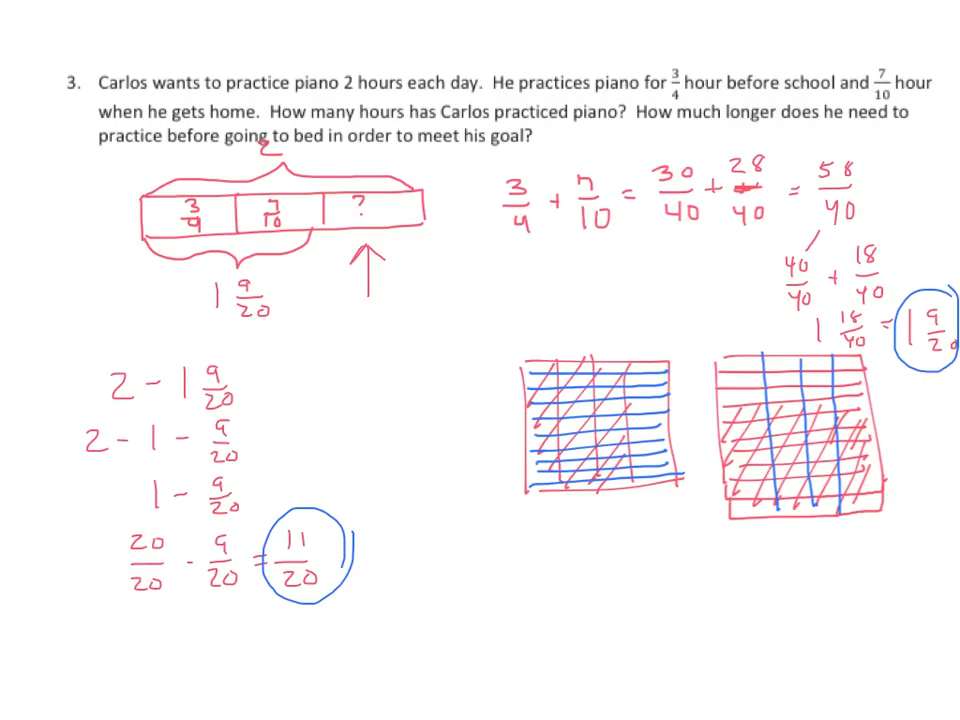 3. Carlos wants to practice piano 2 hours each day. He practices piano for 3/4 hour before school and 7/10 hour
when he gets home. How many hours has Carlos practiced piano? How much longer does he need to
practice before going to bed in order to meet his goal?
2
3/4 7/10 ?
1 9/20
3/4 + 7/10 = 30/40 + 28/40 = 58/40
40/40 + 18/40
1 18/40 = 1 9/20
2 - 1 9/20
2 - 1 - 9/20
1 - 9/20
20/20 - 9/20 = 11/20